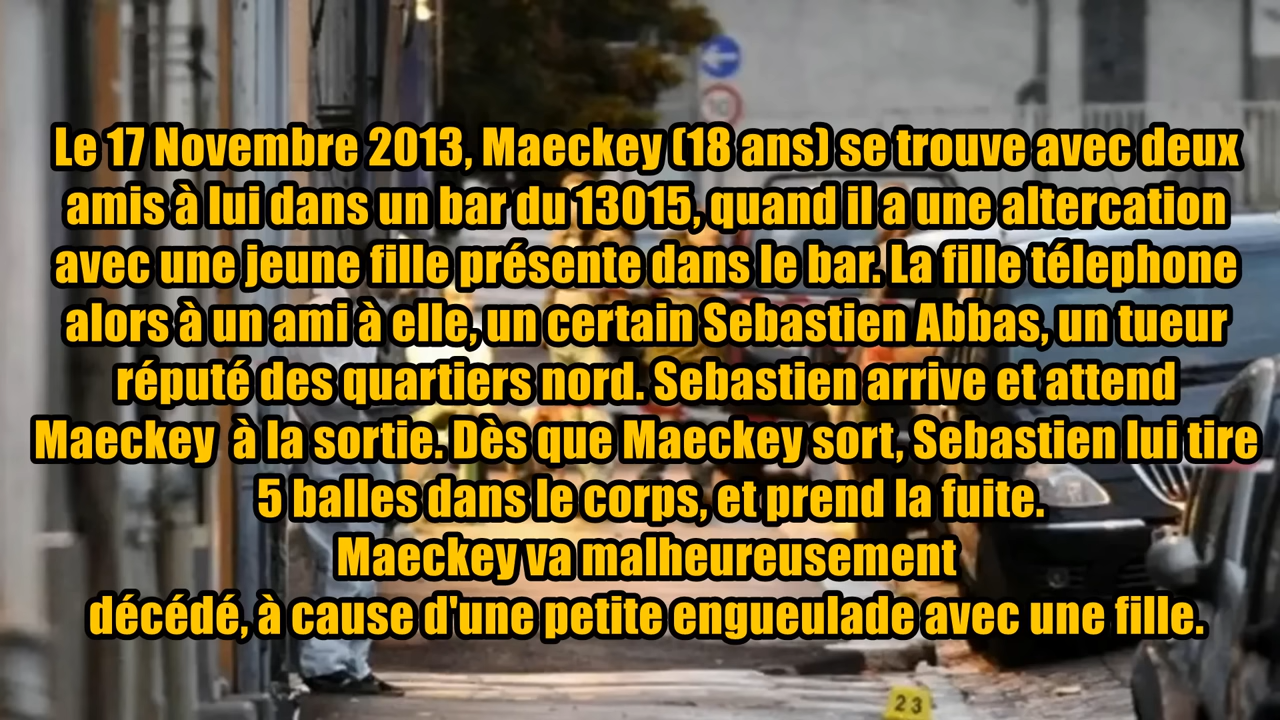 Le 17 Novembre 2013, Maeckey (18 ans) se trouve avec deux
amis à lui dans un bar du 13015, quand il a une altercation
avec une jeune fille présente dans le bar. La fille télephone
alors à un ami à elle, un certain Sebastien Abbas, un tueur
réputé des quartiers nord. Sebastien arrive et attend
Maeckey  à la sortie. Dès que Maeckey sort, Sebastien lui tire
5 balles dans le corps, et prend la fuite.
Maeckey va malheureusement
décédé, à cause d'une petite engueulade avec une fille.
23